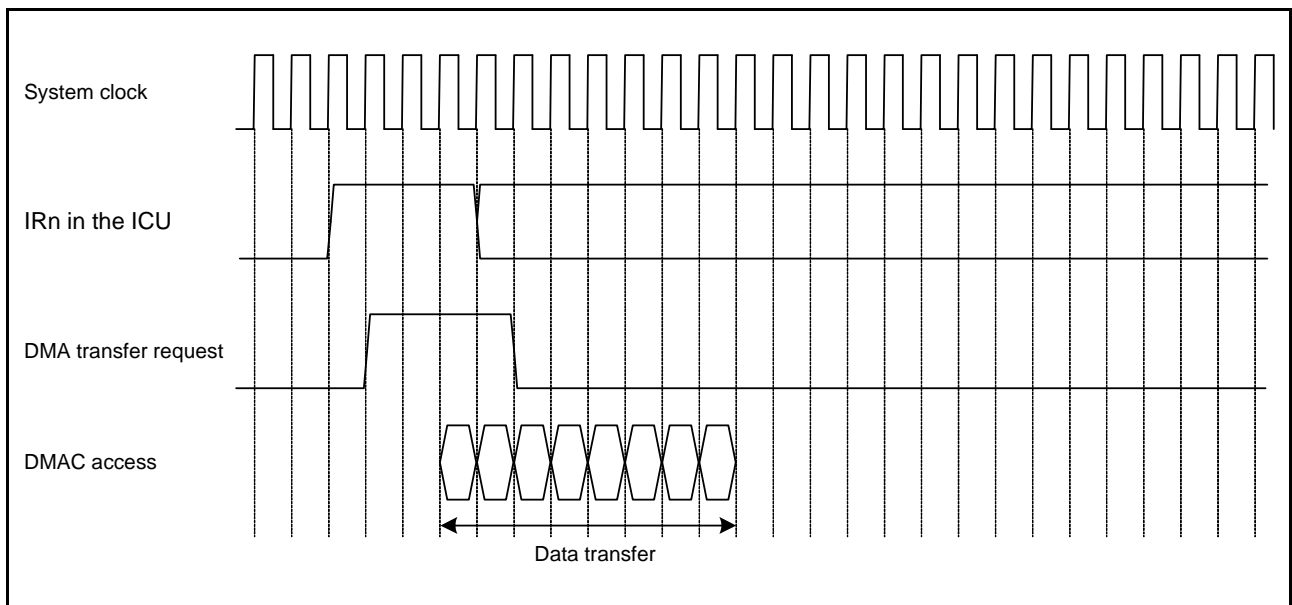 System clock
IRn in the ICU
DMA transfer request
DMAC access
Data transfer